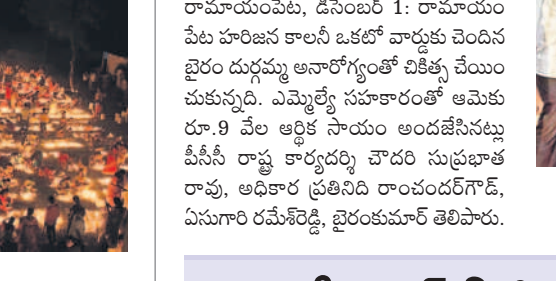 రామాయంపేట, డిసెంబర్ 1: రామాయం
పేట హరిజన కాలనీ ఒకటో వార్డుకు చెందిన
బైరం దుర్గమ్మ అనారోగ్యంతో చికిత్స చేయిం
చుకున్నది. ఎమ్మెల్యే సహకారంతో ఆమెకు
రూ.9 వేల ఆర్థిక సాయం అందజేసినట్లు
పీసీసీ రాష్ట్ర కార్యదర్శి చౌదరి సుప్రభాత
రావు, అధికార ప్రతినిది రాంచందర్‌గౌడ్,
ఏసుగారి రమేశ్‌రెడ్డి, బైరంకుమార్ తెలిపారు.